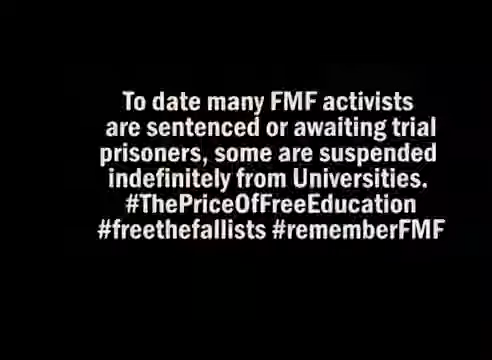 To date many FMF activists
are sentenced or awaiting trial
prisoners, some are suspended
indefinitely from Universities.
#ThePriceOfFreeEducation
#freethefallists #rememberFMF